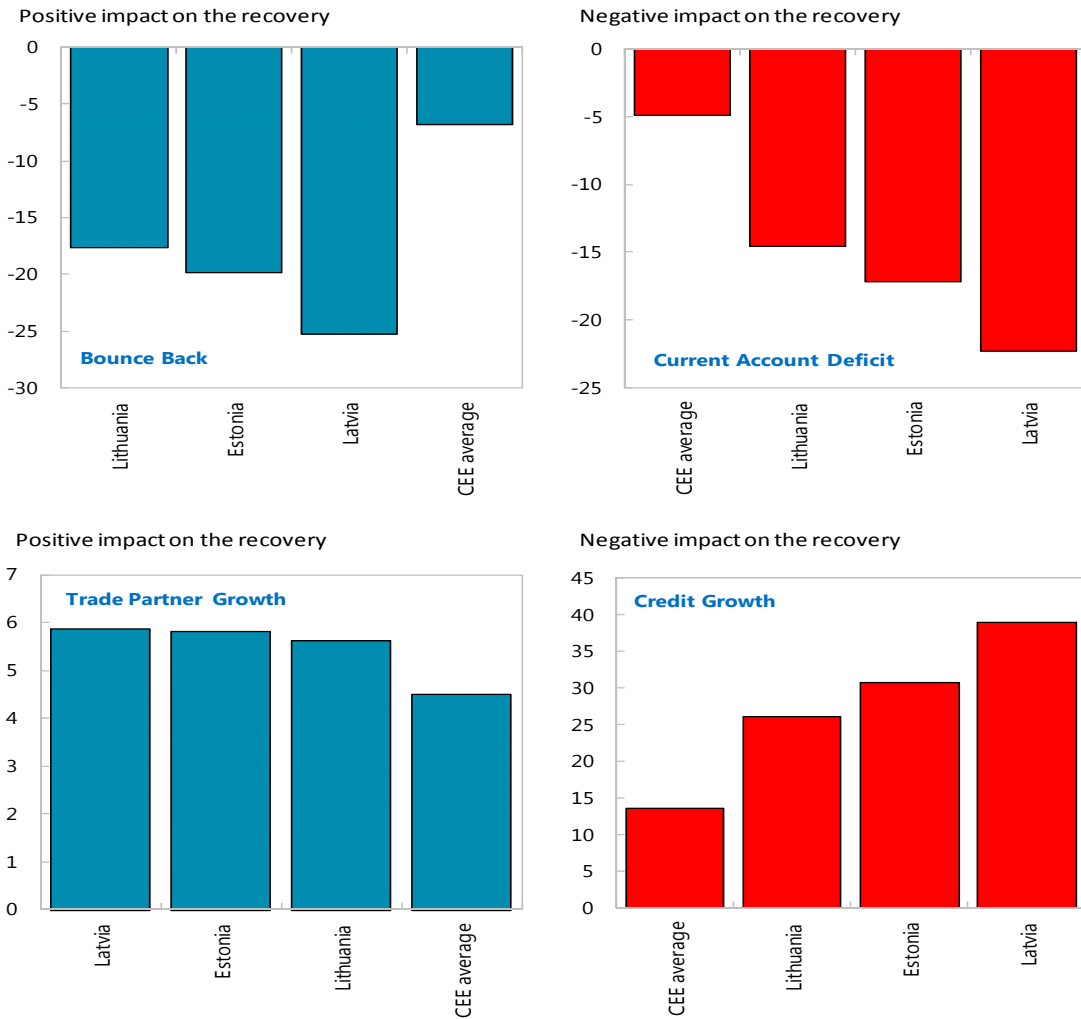 Positive impact on the recovery
0
-5
-10
-15
-20
-25
-30
Bounce Back
Lithuania
Estonia
Latvia
CEE average
Negative impact on the recovery
0
-5
-10
-15
-20
-25
Current Account Deficit
CEE average
Lithuania
Estonia
Latvia
Positive impact on the recovery
7
6
5
4
3
2
1
0
Trade Partner Growth
Latvia
Estonia
Lithuania
CEE average
Negative impact on the recovery
45
40
35
30
25
20
15
10
5
0
Credit Growth
CEE average
Lithuania
Estonia
Latvia